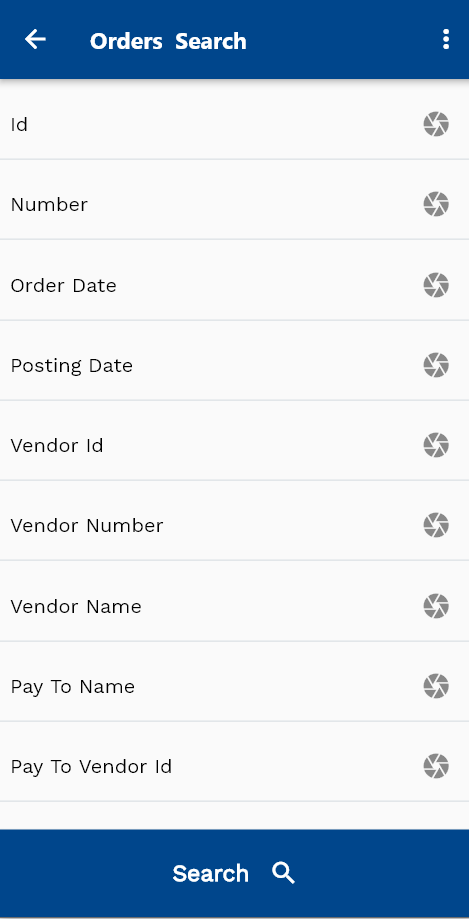 Orders Search
Id
Number
Order Date
Posting Date
Vendor Id
Vendor Number
Vendor Name
Pay To Name
Pay To Vendor Id
Search